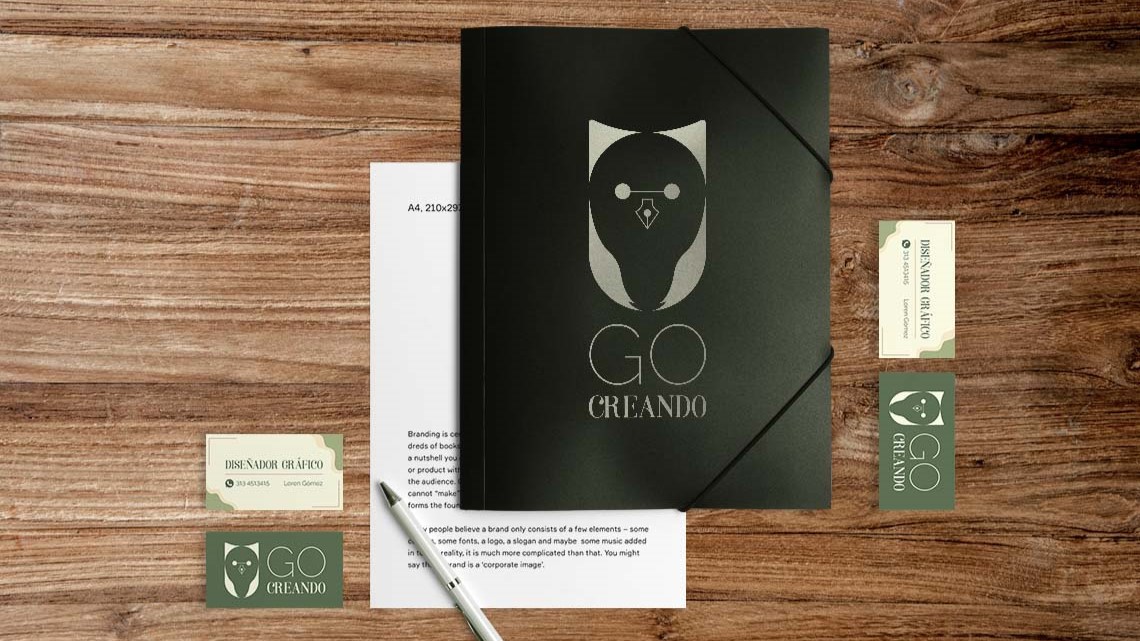 A4, 210x297
Branding is ce
dreds of books
a nutshell you
or product with
the audience.
cannot "make"
forms the foun
people believe a brand only consists of a few elements – some
some fonts, a logo, a slogan and maybe some music added
in reality, it is much more complicated than that. You might
say brand is a 'corporate image'.
GO
CREANDO
DISEÑADOR GRÁFICO
313 4513415 Loren Gómez
GO
CREANDO
DISEÑADOR GRÁFICO
313 4513415 Loren Gómez
GO
CREANDO